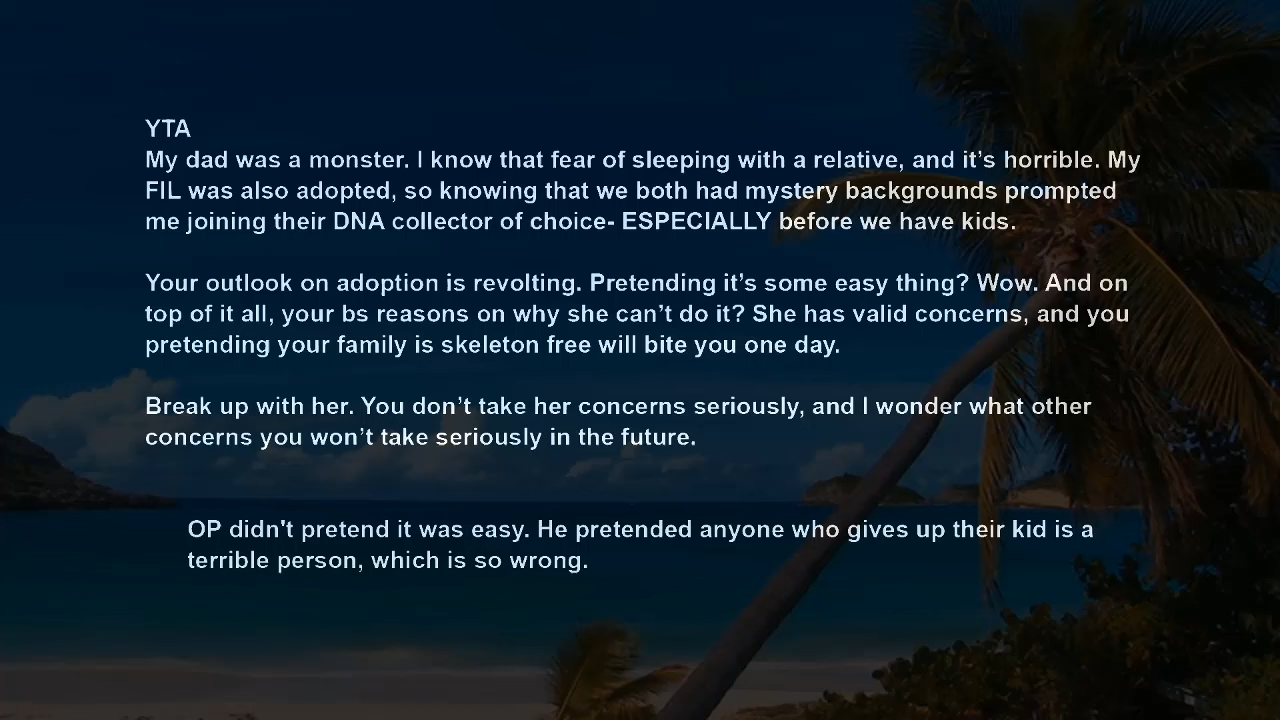 YTA
My dad was a monster. I know that fear of sleeping with a relative, and it’s horrible. My
FIL was also adopted, so knowing that we both had mystery backgrounds prompted
me joining their DNA collector of choice- ESPECIALLY before we have kids.
Your outlook on adoption is revolting. Pretending it’s some easy thing? Wow. And on
top of it all, your bs reasons on why she can’t do it? She has valid concerns, and you
pretending your family is skeleton free will bite you one day.
Break up with her. You don’t take her concerns seriously, and I wonder what other
concerns you won’t take seriously in the future.
OP didn't pretend it was easy. He pretended anyone who gives up their kid is a
terrible person, which is so wrong.